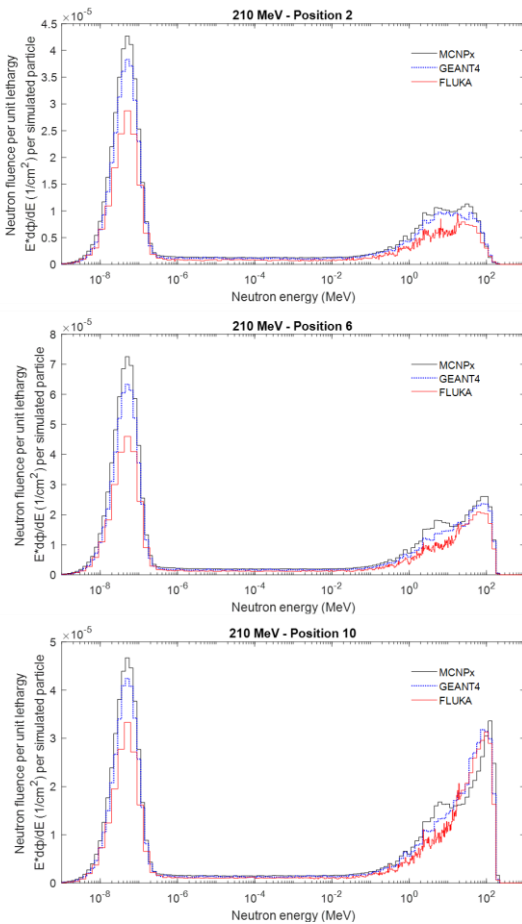 210 MeV - Position 2
×10⁻⁵
4.5
4
3.5
3
2.5
2
1.5
1
0.5
0
Neutron fluence per unit lethargy
E*dφ/dE (1/cm²) per simulated particle
MCNPx
GEANT4
FLUKA
10⁻⁸ 10⁻⁶ 10⁻⁴ 10⁻² 10⁰ 10²
Neutron energy (MeV)
210 MeV - Position 6
×10⁻⁵
8
7
6
5
4
3
2
1
0
Neutron fluence per unit lethargy
E*dφ/dE (1/cm²) per simulated particle
MCNPx
GEANT4
FLUKA
10⁻⁸ 10⁻⁶ 10⁻⁴ 10⁻² 10⁰ 10²
Neutron energy (MeV)
210 MeV - Position 10
×10⁻⁵
5
4
3
2
1
0
Neutron fluence per unit lethargy
E*dφ/dE (1/cm²) per simulated particle
MCNPx
GEANT4
FLUKA
10⁻⁸ 10⁻⁶ 10⁻⁴ 10⁻² 10⁰ 10²
Neutron energy (MeV)